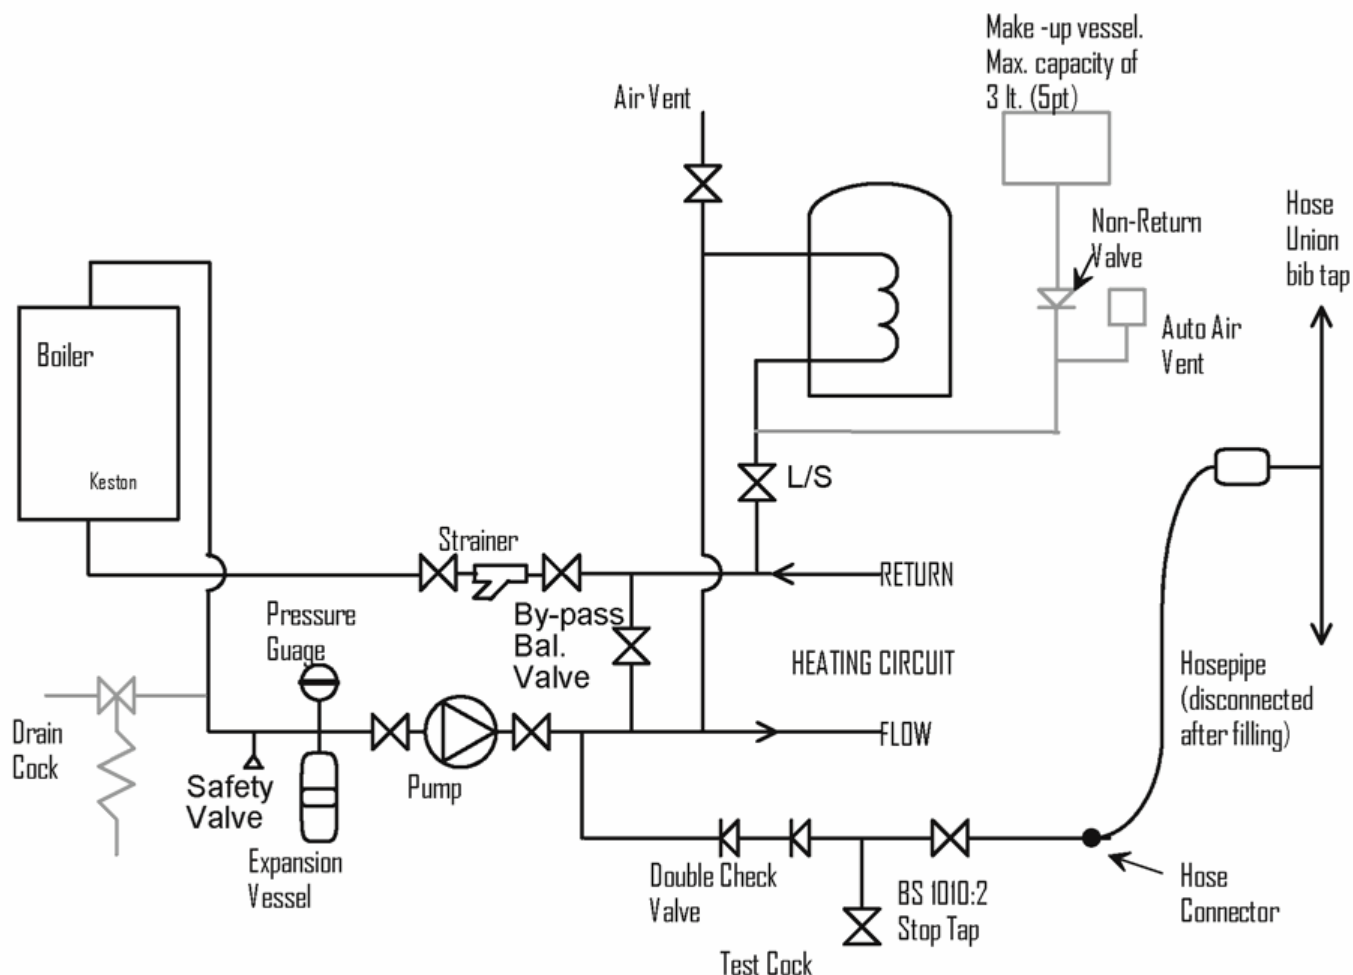 Make -up vessel.
Max. capacity of
3 lt. (5pt)
Air Vent
Hose
Union
bib tap
Non-Return
Valve
Auto Air
Vent
Boiler
Keston
L/S
Strainer
RETURN
By-pass
Bal.
Valve
Pressure
Guage
HEATING CIRCUIT
Hosepipe
(disconnected
after filling)
Drain
Cock
FLOW
Safety
Valve
Pump
Expansion
Vessel
Double Check
Valve
BS 1010:2
Stop Tap
Hose
Connector
Test Cock